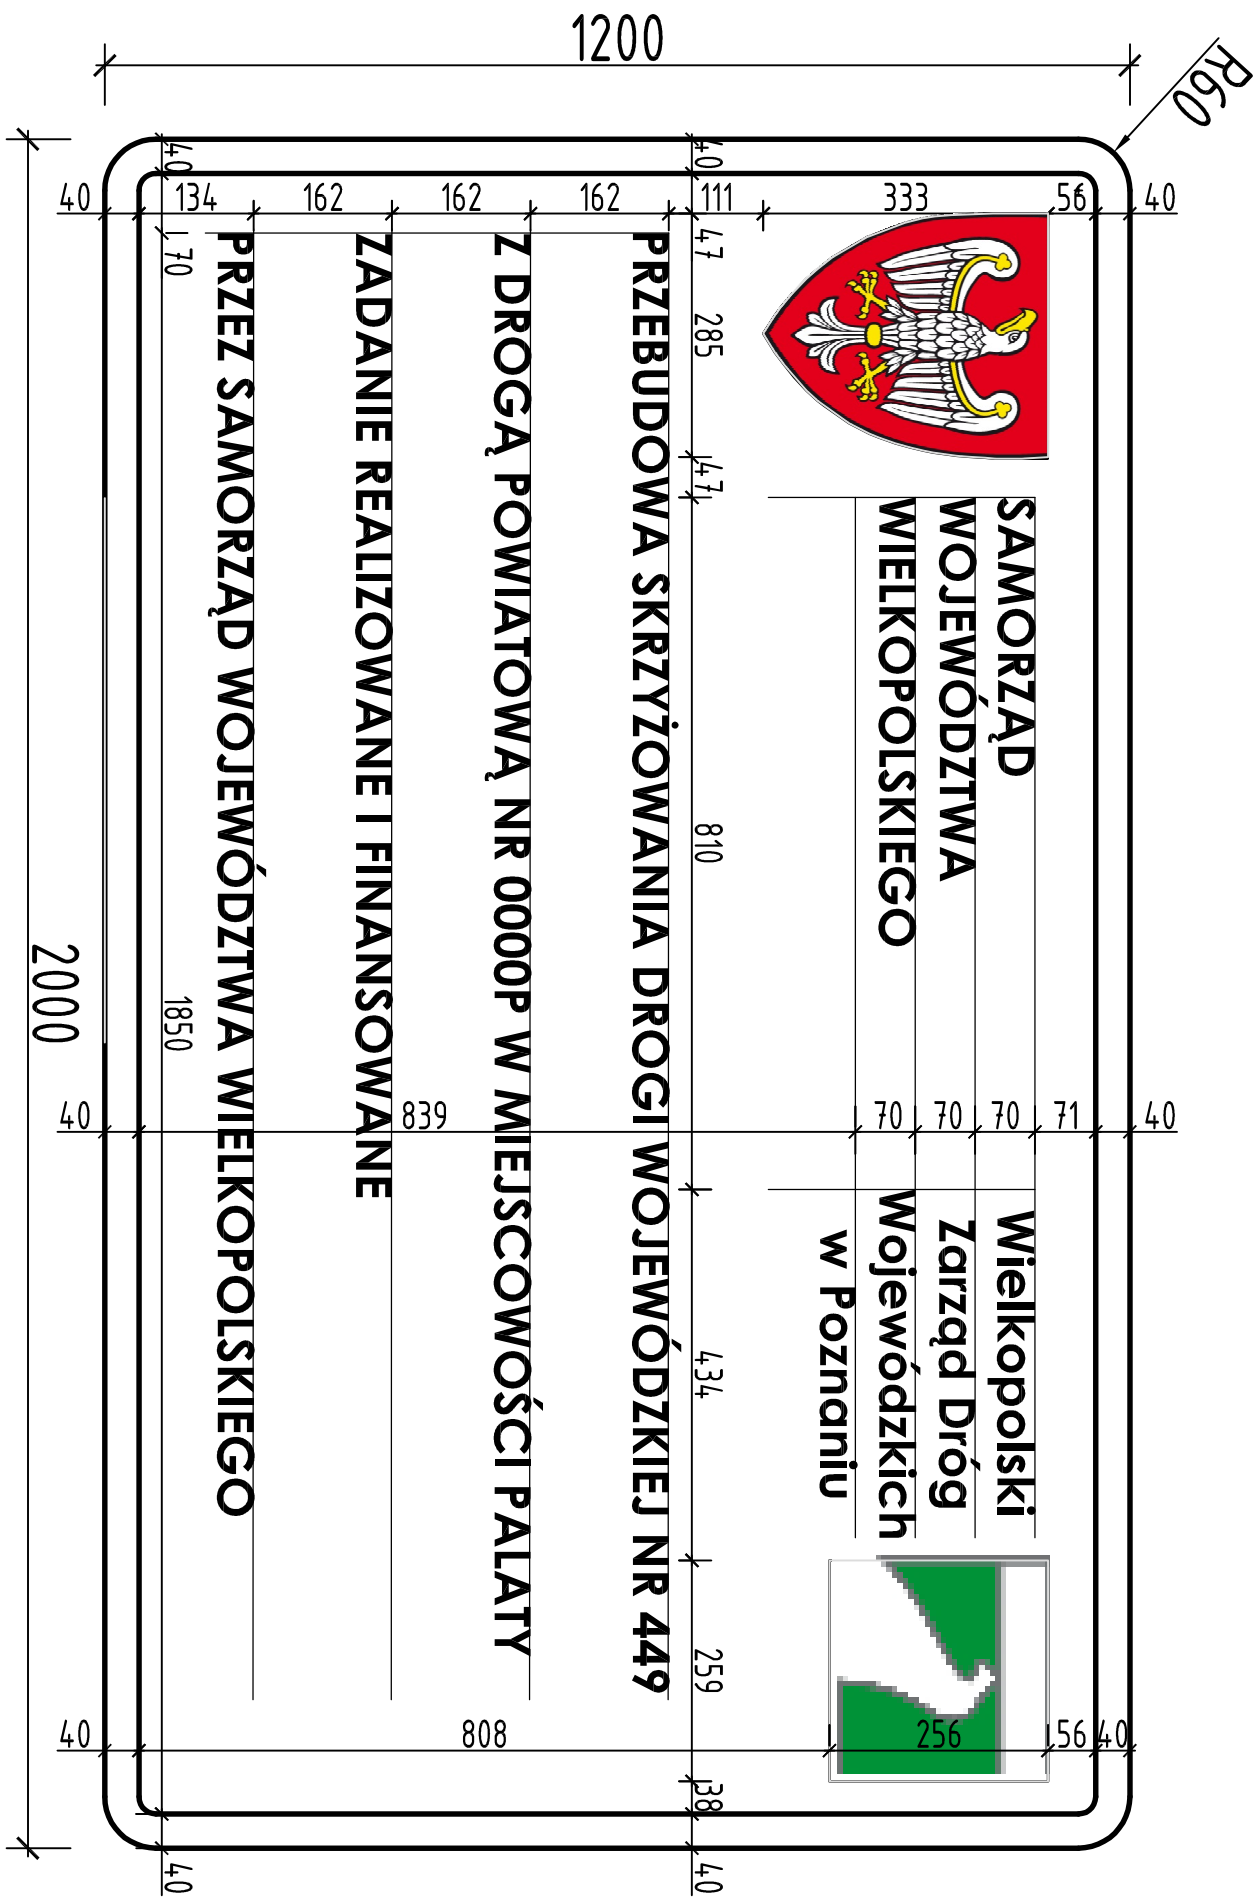 1200
R60
2000
SAMORZĄD
WOJEWÓDZTWA
WIELKOPOLSKIEGO
Wielkopolski
Zarząd Dróg
Wojewódzkich
w Poznaniu
PRZEBUDOWA SKRZYŻOWANIA DROGI WOJEWÓDZKIEJ NR 449
Z DROGĄ POWIATOWĄ NR 0000P W MIEJSCOWOŚCI PALATY
ZADANIE REALIZOWANE I FINANSOWANE
PRZEZ SAMORZĄD WOJEWÓDZTWA WIELKOPOLSKIEGO
40 134 162 162 162 111 333 56 40
40 839 70 70 70 71 40
40 808 256 56 40
40 47 285 47 810 434 259 38 40
40 70 1850 40